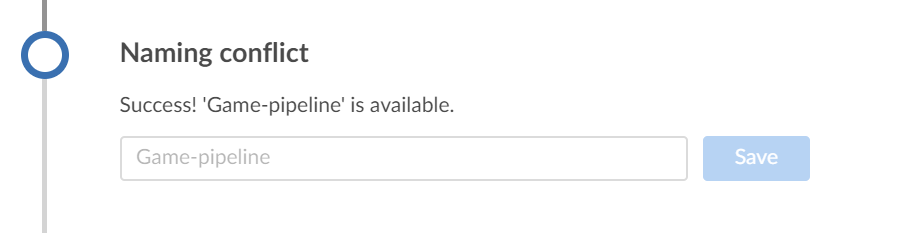 Naming conflict
Success! 'Game-pipeline' is available.
Game-pipeline
Save